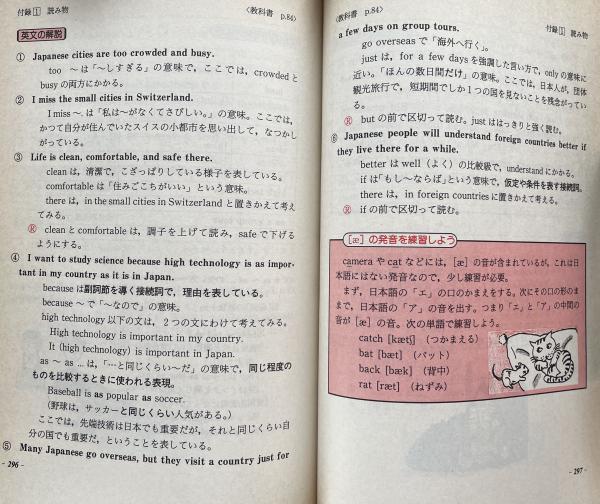 付録1 読み物
〈教科書 p.84〉
英文の解説
① Japanese cities are too crowded and busy.
too 〜は「〜しすぎる」の意味で，ここでは，crowded と
busy の両方にかかる。
② I miss the small cities in Switzerland.
I miss 〜. は「私は〜がなくてさびしい。」の意味。ここでは，
かつて自分が住んでいたスイスの小都市を思い出して，なつかし
がっている。
③ Life is clean, comfortable, and safe there.
clean は，清潔で，こざっぱりしている様子を表している。
comfortable は「住みごこちがいい」という意味。
there は，in the small cities in Switzerland と置きかえて考え
てみる。
Ⓡ clean と comfortable は，調子を上げて読み，safe で下げる
ようにする。
④ I want to study science because high technology is as impor-
tant in my country as it is in Japan.
because は副詞節を導く接続詞で，理由を表している。
because 〜で「〜なので」の意味。
high technology 以下の文は，2つの文にわけて考えてみる。
High technology is important in my country.
It (high technology) is important in Japan.
as 〜 as … は，「…と同じくらい〜だ」の意味で，同じ程度の
ものを比較するときに使われる表現。
Baseball is as popular as soccer.
（野球は，サッカーと同じくらい人気がある。）
ここでは，先端技術は日本でも重要だが，それと同じくらい自
分の国でも重要だ，ということを表している。
⑤ Many Japanese go overseas, but they visit a country just for
- 296 -
〈教科書 p.84〉
付録1 読み物
a few days on group tours.
go overseas で「海外へ行く」。
just は，for a few days を強調した言い方で，only の意味に
近い。「ほんの数日間だけ」の意味。ここでは，日本人が，団体
観光旅行で，短期間でしか1つの国を見ないことを残念がってい
る。
Ⓡ but の前で区切って読む。just ははっきりと強く読む。
⑥ Japanese people will understand foreign countries better if
they live there for a while.
better は well（よく）の比較級で，understand にかかる。
if は「もし〜ならば」という意味で，仮定や条件を表す接続詞。
there は，in foreign countries に置きかえて考える。
Ⓡ if の前で区切って読む。
[æ] の発音を練習しよう
camera や cat などには，[æ] の音が含まれているが，これは日
本語にはない発音なので，少し練習が必要。
まず，日本語の「エ」の口のかまえをする。次にその口の形のま
まで，日本語の「ア」の音を出す。つまり「エ」と「ア」の中間の
音が [æ] の音。次の単語で練習しよう。
catch [kætʃ] （つかまえる）
bat [bæt] （バット）
back [bæk] （背中）
rat [ræt] （ねずみ）
- 297 -